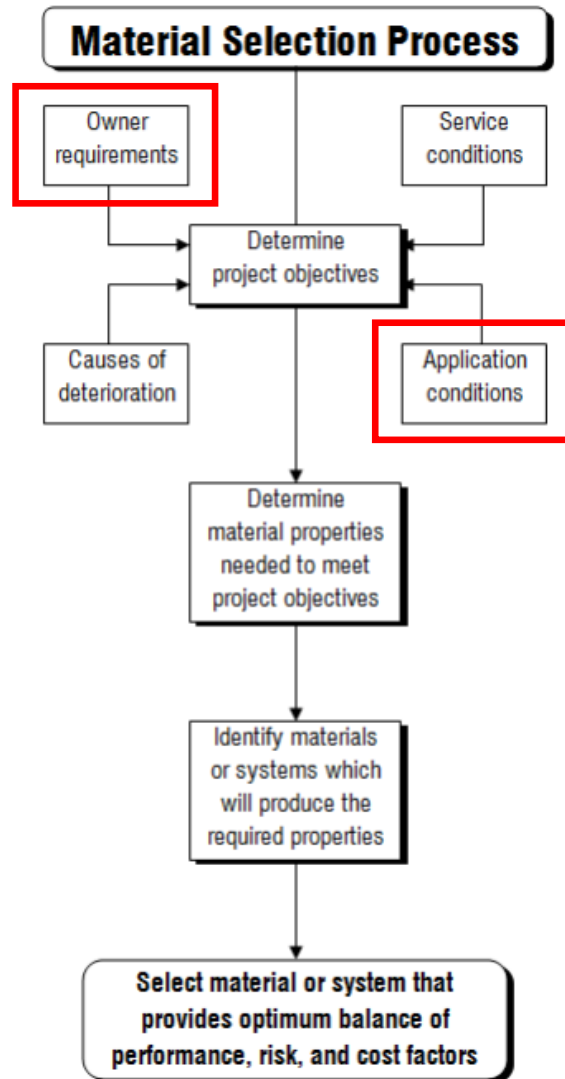 Material Selection Process
Owner
requirements
Service
conditions
Determine
project objectives
Causes of
deterioration
Application
conditions
Determine
material properties
needed to meet
project objectives
Identify materials
or systems which
will produce the
required properties
Select material or system that
provides optimum balance of
performance, risk, and cost factors